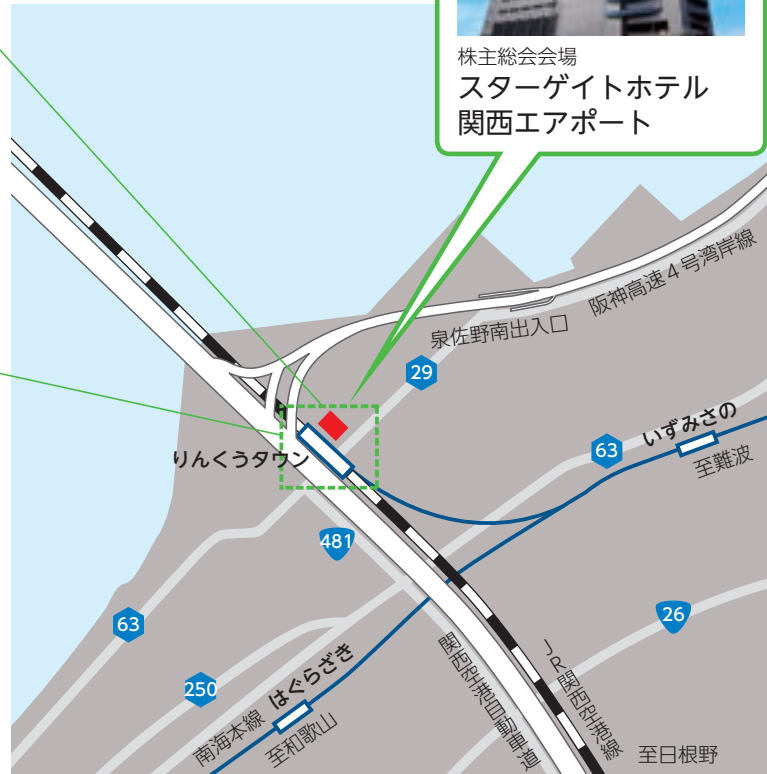 株主総会会場
スターゲイトホテル
関西エアポート
阪神高速4号湾岸線
泉佐野南出入口
29
いずみさの
63
至難波
りんくうタウン
481
26
63
250
はぐらざき
南海本線
至和歌山
関西空港自動車道
JR関西空港線
至日根野